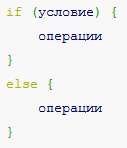 if (условие) {
операции
}
else {
операции
}